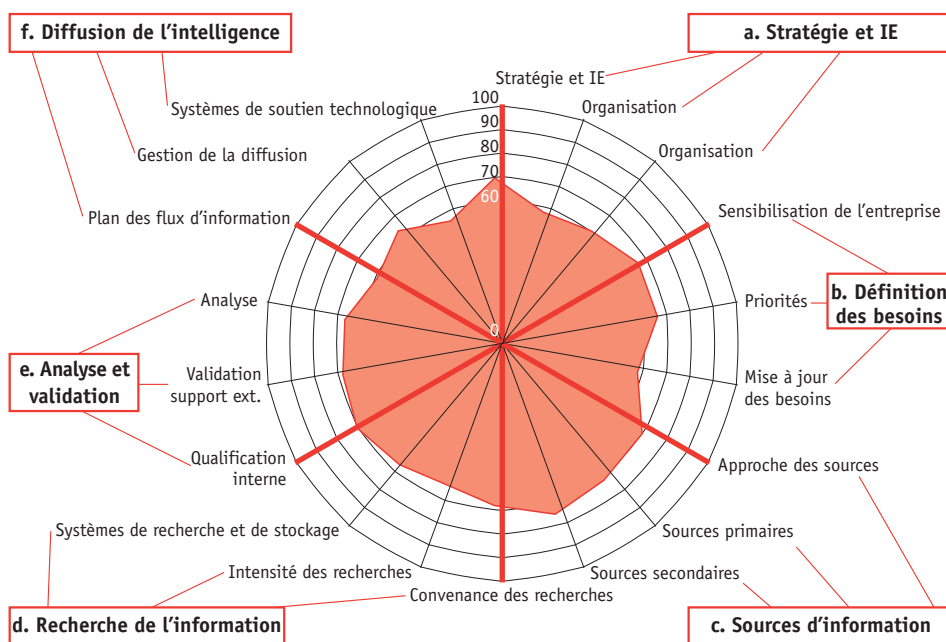 f. Diffusion de l'intelligence
a. Stratégie et IE
Stratégie et IE
Systèmes de soutien technologique
100
Organisation
90
Gestion de la diffusion
80
Organisation
70
60
Plan des flux d'information
Sensibilisation de l'entreprise
Analyse
Priorités
b. Définition
des besoins
0
e. Analyse et
validation
Validation
support ext.
Mise à jour
des besoins
Qualification
interne
Approche des sources
Systèmes de recherche et de stockage
Sources primaires
Intensité des recherches
Sources secondaires
Convenance des recherches
d. Recherche de l'information
c. Sources d'information